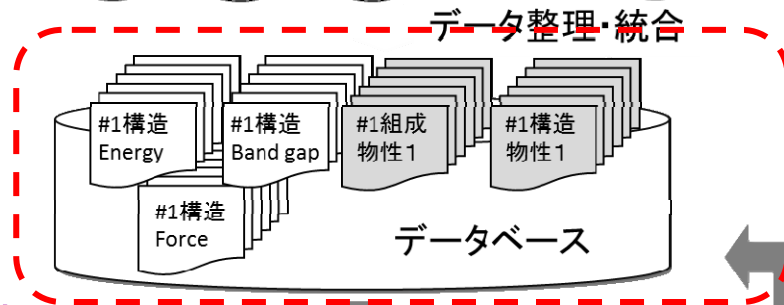 データ整理・統合
#1構造
Energy
#1構造
Band gap
#1組成
物性１
#1構造
物性1
#1構造
Force
データベース